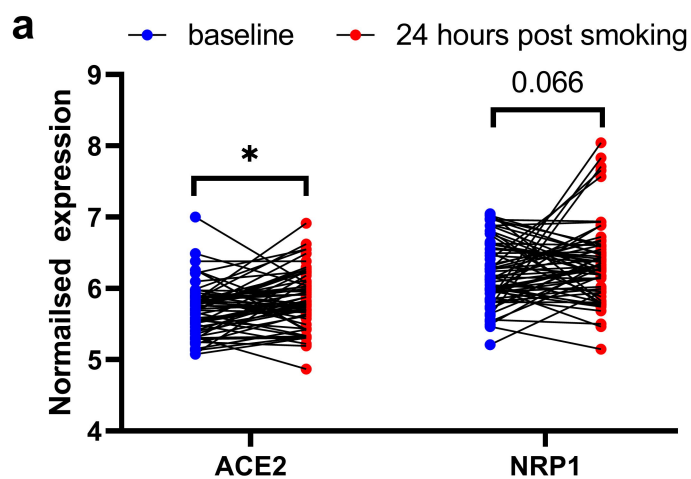 a
baseline 24 hours post smoking
Normailsed expression
9
8
7
6
5
4
*
0.066
ACE2 NRP1